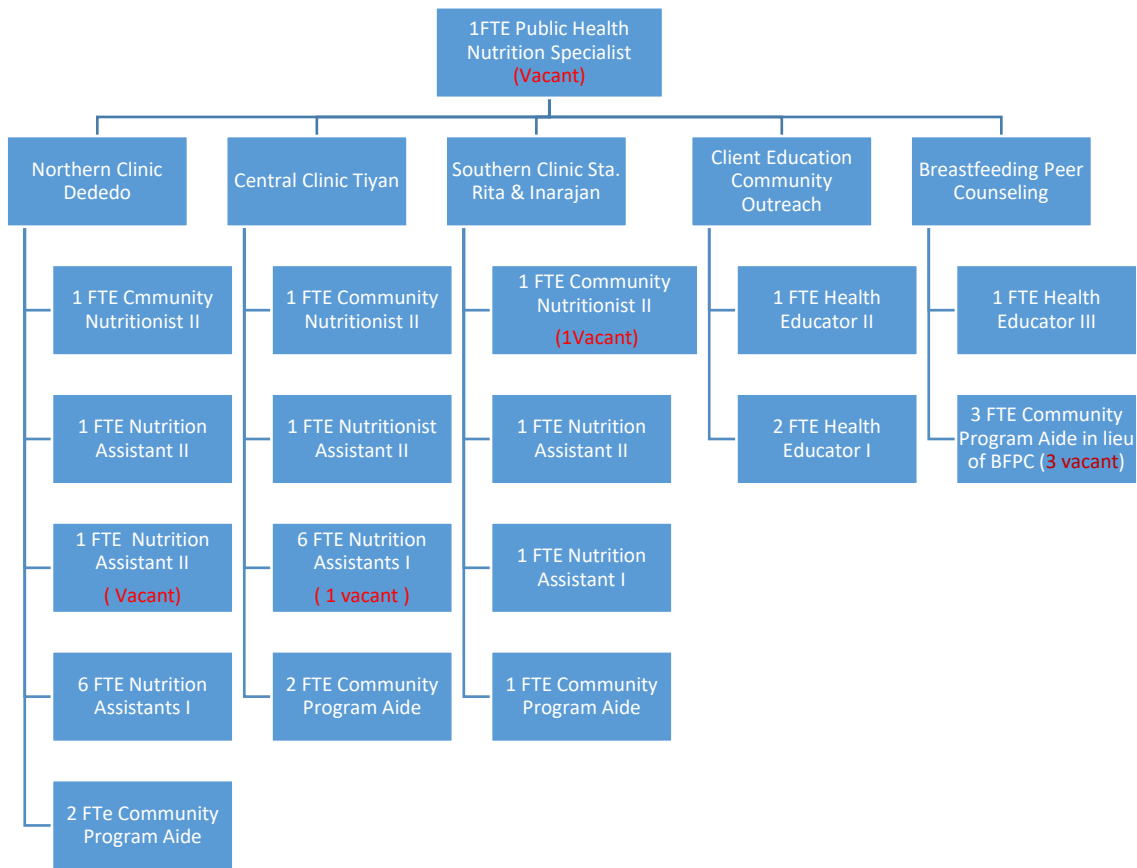 1FTE Public Health
Nutrition Specialist
(Vacant)
Northern Clinic
Dededo
Central Clinic Tiyan
Southern Clinic Sta.
Rita & Inarajan
Client Education
Community
Outreach
Breastfeeding Peer
Counseling
1 FTE Cmmunity
Nutritionist II
1 FTE Nutrition
Assistant II
1 FTE  Nutrition
Assistant II
( Vacant)
6 FTE Nutrition
Assistants I
2 FTe Community
Program Aide
1 FTE Community
Nutritionist II
1 FTE Nutritionist
Assistant II
6 FTE Nutrition
Assistants I
( 1 vacant )
2 FTE Community
Program Aide
1 FTE Community
Nutritionist II
(1Vacant)
1 FTE Nutrition
Assistant II
1 FTE Nutrition
Assistant I
1 FTE Community
Program Aide
1 FTE Health
Educator II
2 FTE Health
Educator I
1 FTE Health
Educator III
3 FTE Community
Program Aide in lieu
of BFPC (3 vacant)